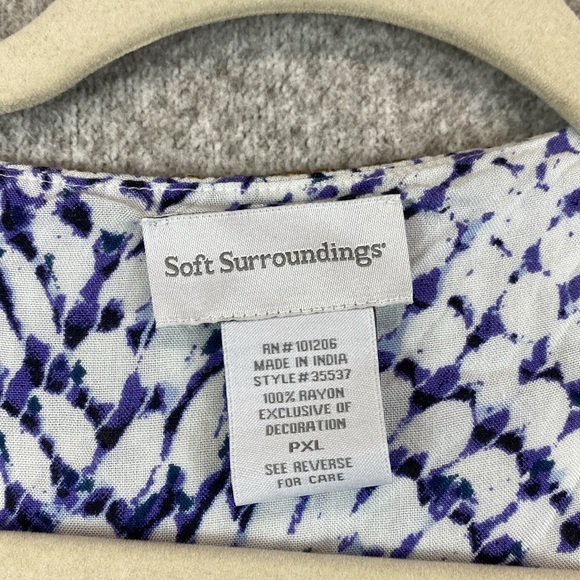 Soft Surroundings®
RN#101206
MADE IN INDIA
STYLE#35537
100% RAYON
EXCLUSIVE OF
DECORATION
PXL
SEE REVERSE
FOR CARE